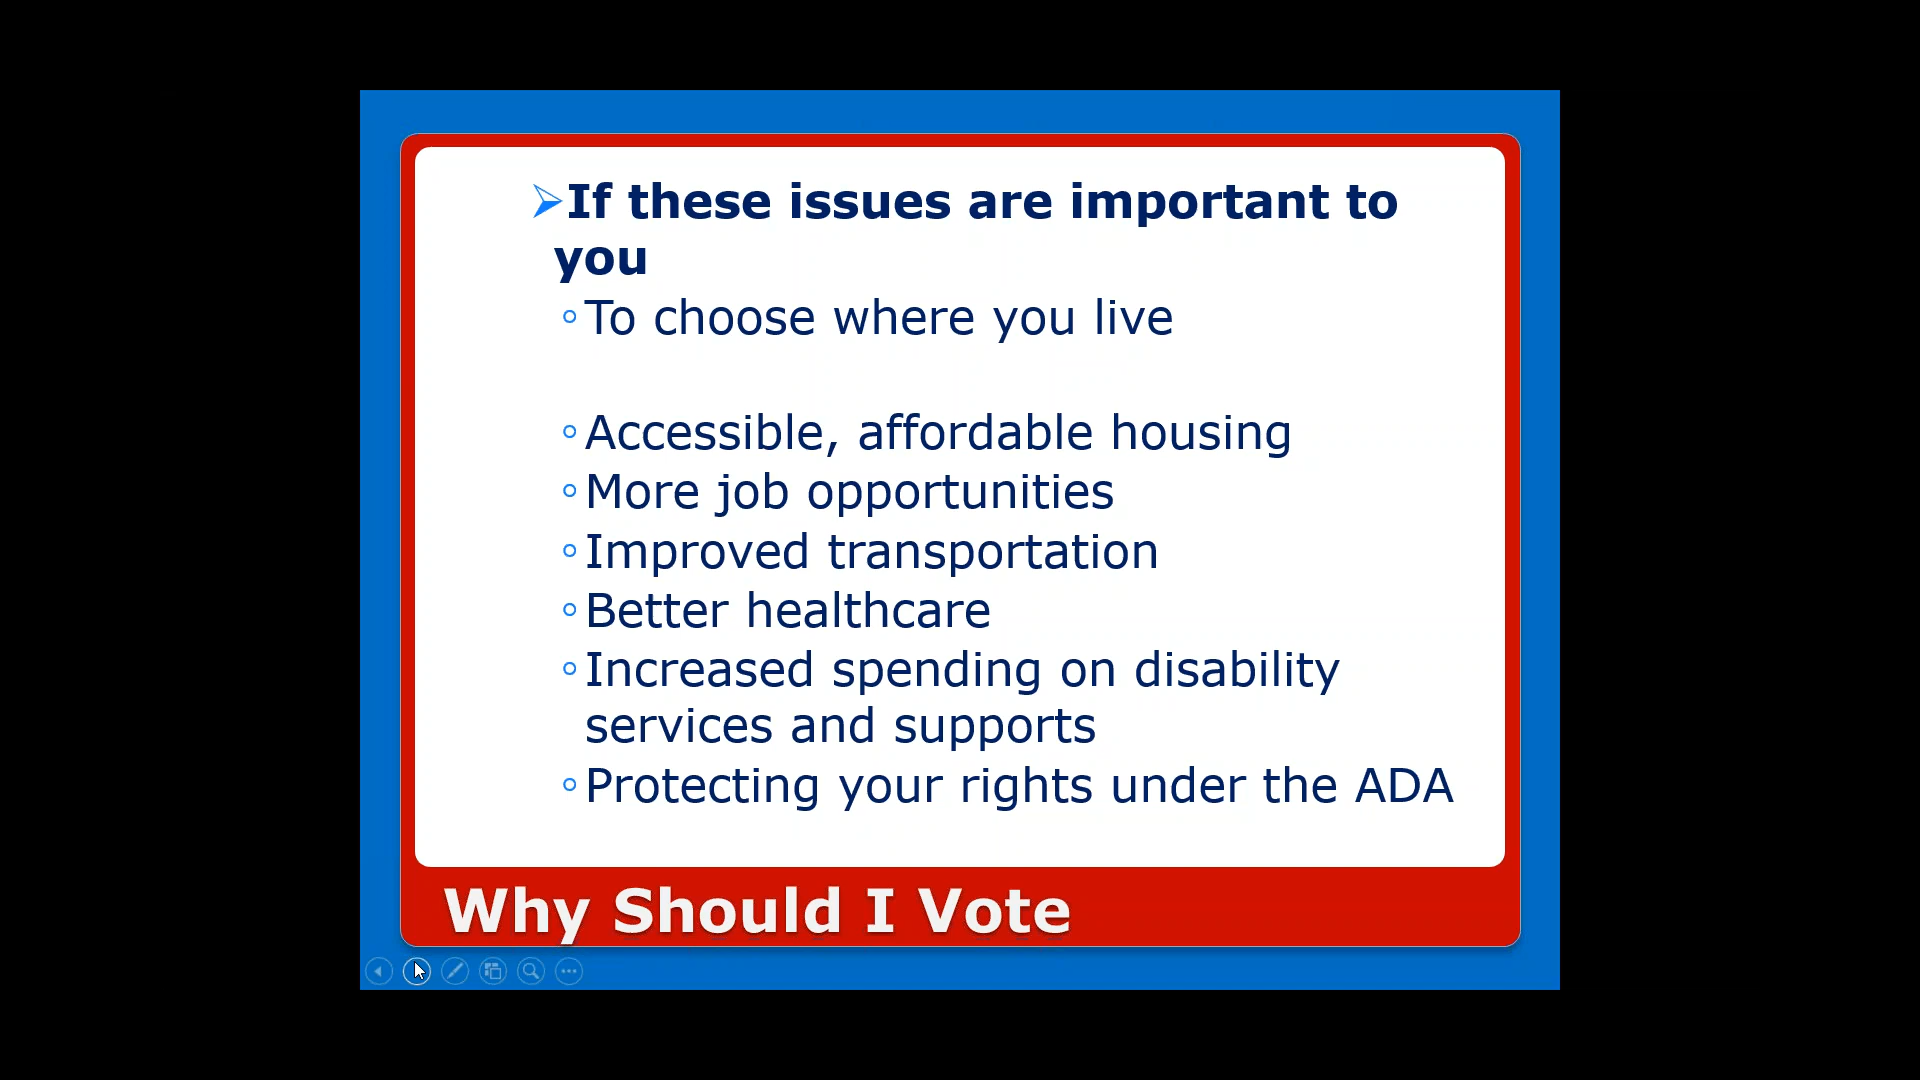 If these issues are important to
you
To choose where you live
Accessible, affordable housing
More job opportunities
Improved transportation
Better healthcare
Increased spending on disability
services and supports
Protecting your rights under the ADA
Why Should I Vote